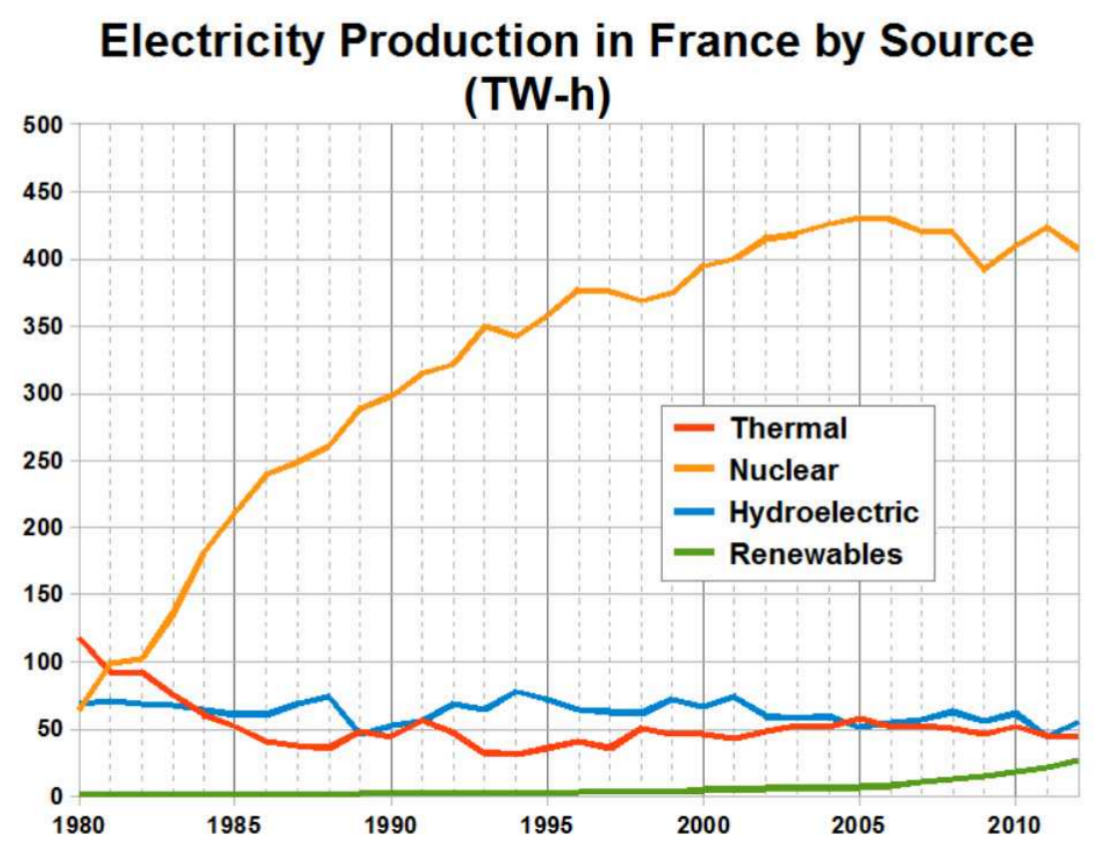 Electricity Production in France by Source
(TW-h)
500
450
400
350
300
250
200
150
100
50
0
Thermal
Nuclear
Hydroelectric
Renewables
1980 1985 1990 1995 2000 2005 2010